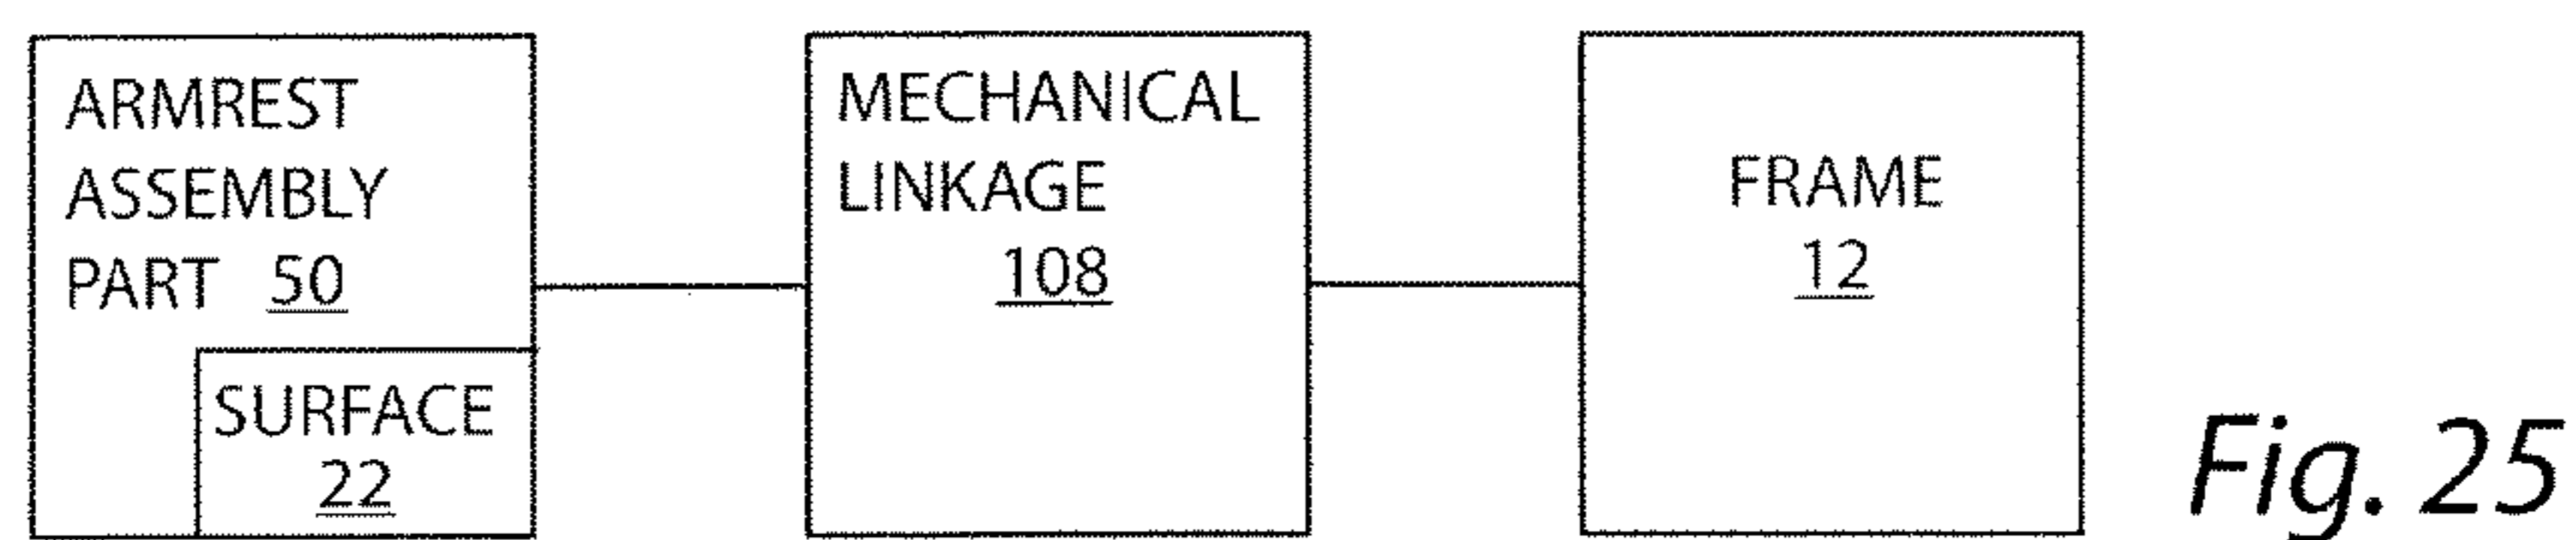 ARMREST
ASSEMBLY
PART 50
SURFACE
22
MECHANICAL
LINKAGE
108
FRAME
12
Fig. 25